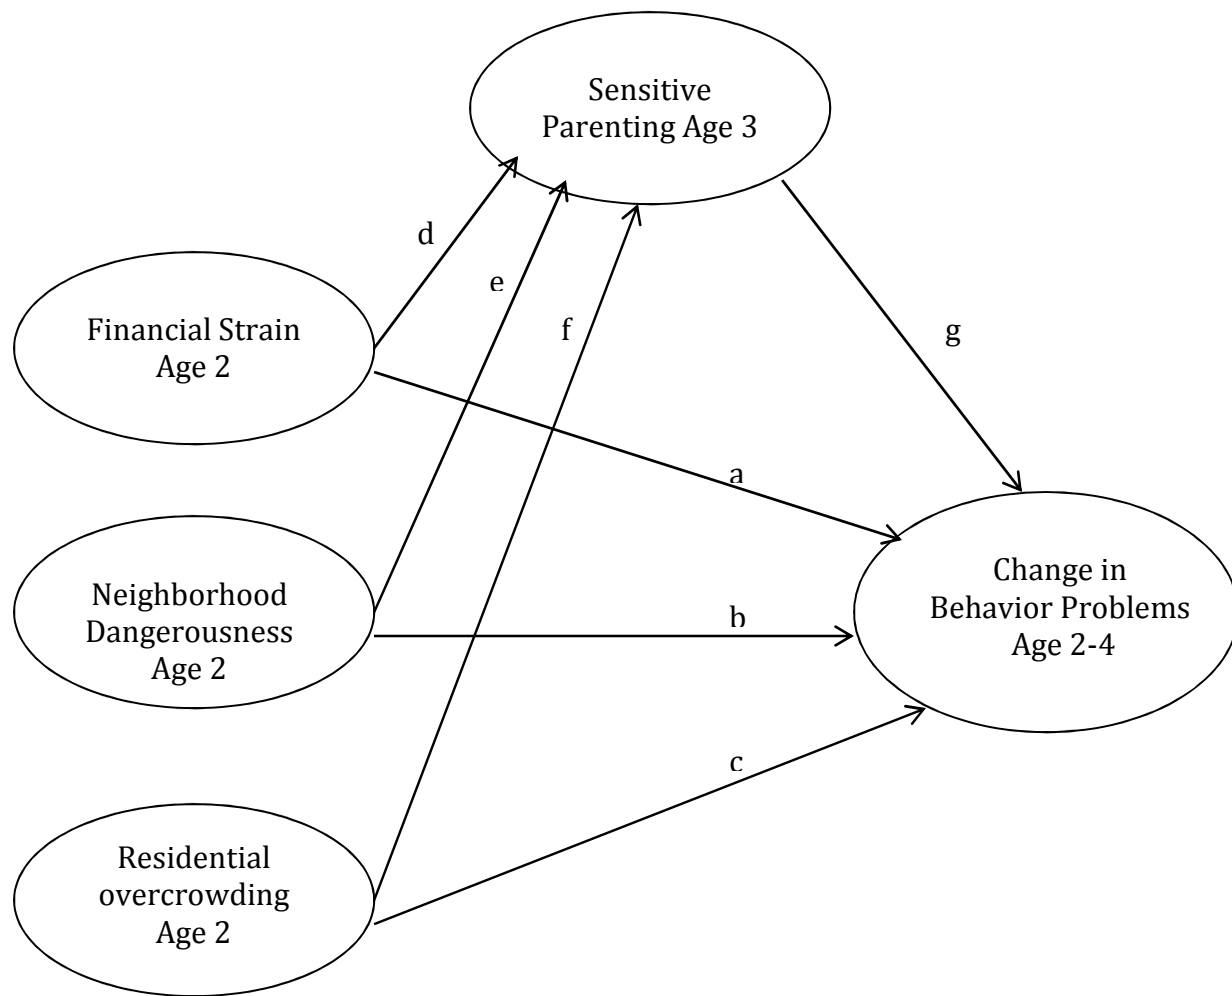 Sensitive
Parenting Age 3
d
e
f
g
Financial Strain
Age 2
a
Neighborhood
Dangerousness
Age 2
b
Change in
Behavior Problems
Age 2-4
c
Residential
overcrowding
Age 2